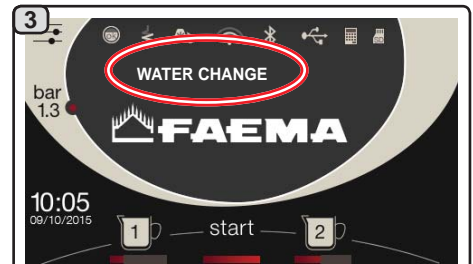 3
WATER CHANGE
bar
1.3
FAEMA
10:05
09/10/2015
1 start 2